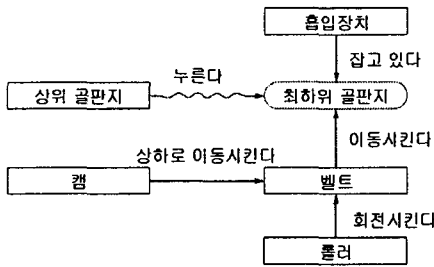 흡입장치
잡고 있다
누른다
상위 골판지
최하위 골판지
이동시킨다
상하로 이동시킨다
캠
벨트
회전시킨다
롤러